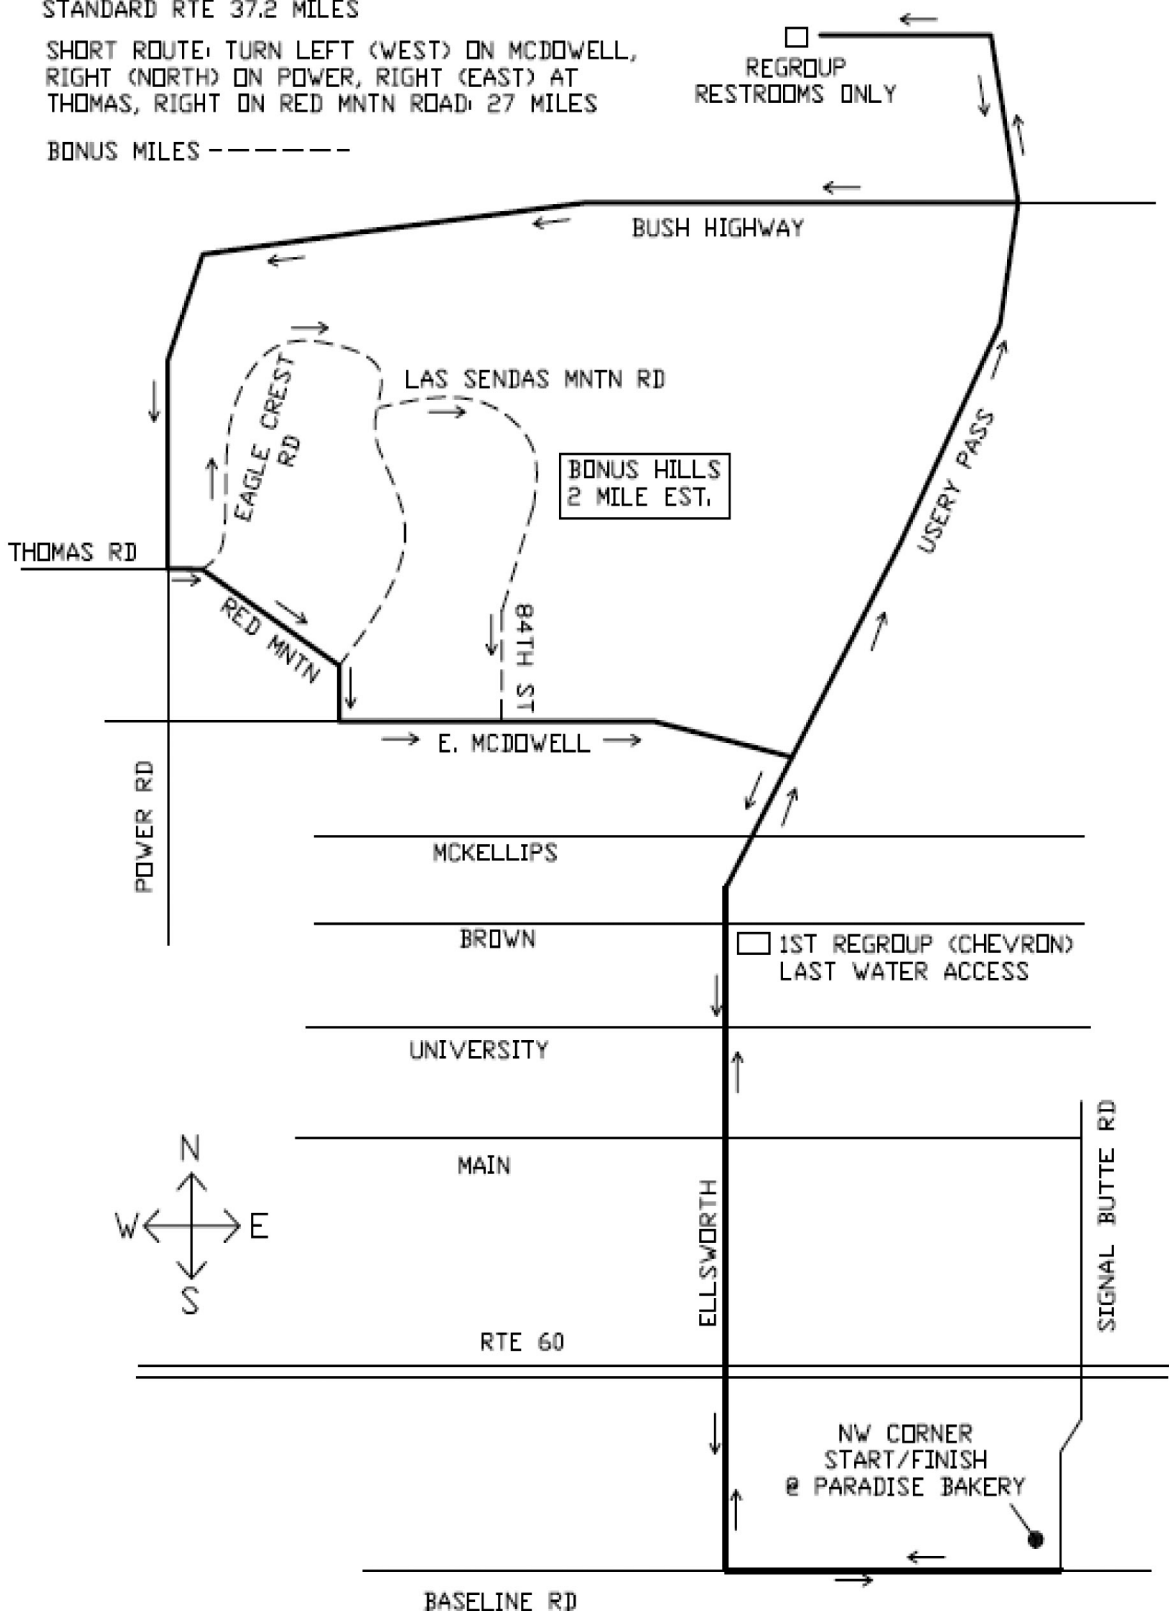 STANDARD RTE 37.2 MILES
SHORT ROUTE: TURN LEFT (WEST) ON MCDOWELL,
RIGHT (NORTH) ON POWER, RIGHT (EAST) AT
THOMAS, RIGHT ON RED MNTN ROAD: 27 MILES
BONUS MILES
REGROUP
RESTROOMS ONLY
BUSH HIGHWAY
LAS SENDAS MNTN RD
EAGLE CREST
RD
BONUS HILLS
2 MILE EST.
USERY PASS
THOMAS RD
RED MNTN
84TH ST
E. MCDOWELL
POWER RD
MCKELLIPS
BROWN
1ST REGROUP (CHEVRON)
LAST WATER ACCESS
UNIVERSITY
MAIN
SIGNAL BUTTE RD
ELLSWORTH
N
W E
S
RTE 60
NW CORNER
START/FINISH
@ PARADISE BAKERY
BASELINE RD